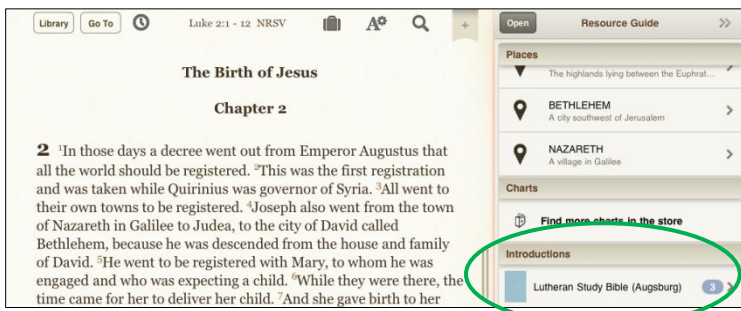 Library Go To Luke 2:1 - 12 NRSV A +
The Birth of Jesus
Chapter 2
2 1In those days a decree went out from Emperor Augustus that
all the world should be registered. 2This was the first registration
and was taken while Quirinius was governor of Syria. 3All went to
their own towns to be registered. 4Joseph also went from the town
of Nazareth in Galilee to Judea, to the city of David called
Bethlehem, because he was descended from the house and family
of David. 5He went to be registered with Mary, to whom he was
engaged and who was expecting a child. 6While they were there, the
time came for her to deliver her child. 7And she gave birth to her
Open Resource Guide
Places
The highlands lying between the Euphrat...
BETHLEHEM
A city southwest of Jerusalem
NAZARETH
A village in Galilee
Charts
Find more charts in the store
Introductions
Lutheran Study Bible (Augsburg) 3